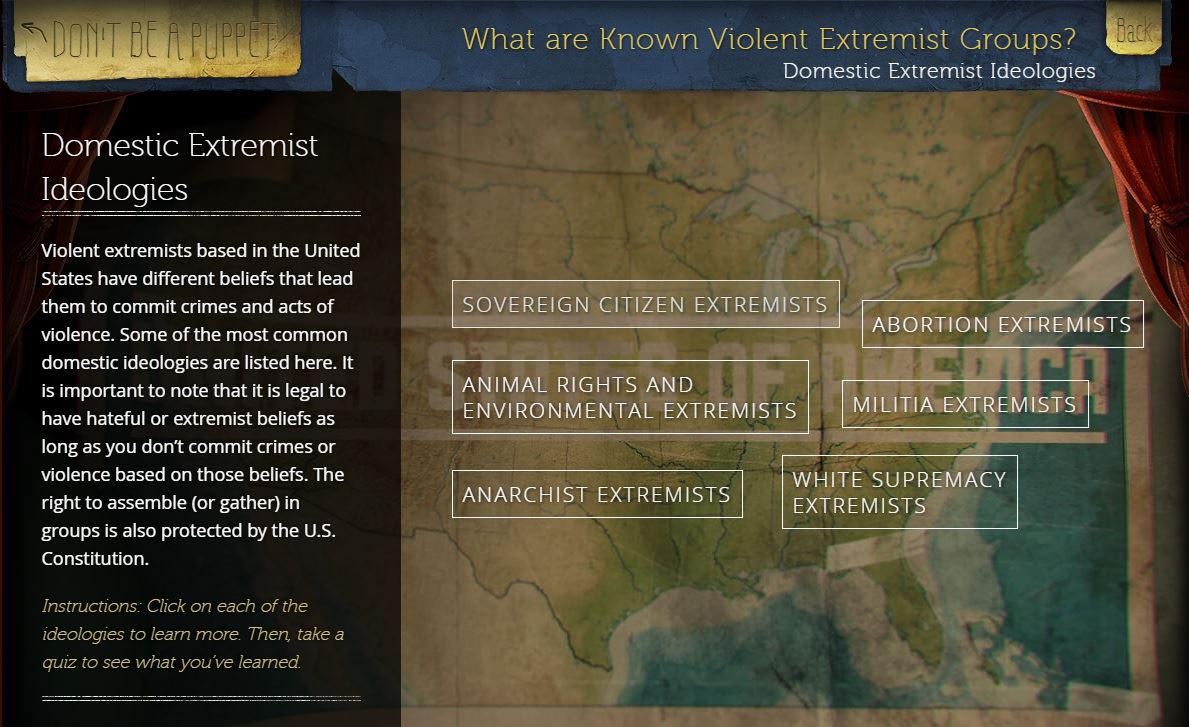 DON'T BE A PUPPET
What are Known Violent Extremist Groups?
Back
Domestic Extremist Ideologies
Domestic Extremist
Ideologies
Violent extremists based in the United
States have different beliefs that lead
them to commit crimes and acts of
violence. Some of the most common
domestic ideologies are listed here. It
is important to note that it is legal to
have hateful or extremist beliefs as
long as you don’t commit crimes or
violence based on those beliefs. The
right to assemble (or gather) in
groups is also protected by the U.S.
Constitution.
Instructions: Click on each of the
ideologies to learn more. Then, take a
quiz to see what you’ve learned.
SOVEREIGN CITIZEN EXTREMISTS
ABORTION EXTREMISTS
ANIMAL RIGHTS AND
ENVIRONMENTAL EXTREMISTS
MILITIA EXTREMISTS
ANARCHIST EXTREMISTS
WHITE SUPREMACY
EXTREMISTS
STATES OF AMERICA